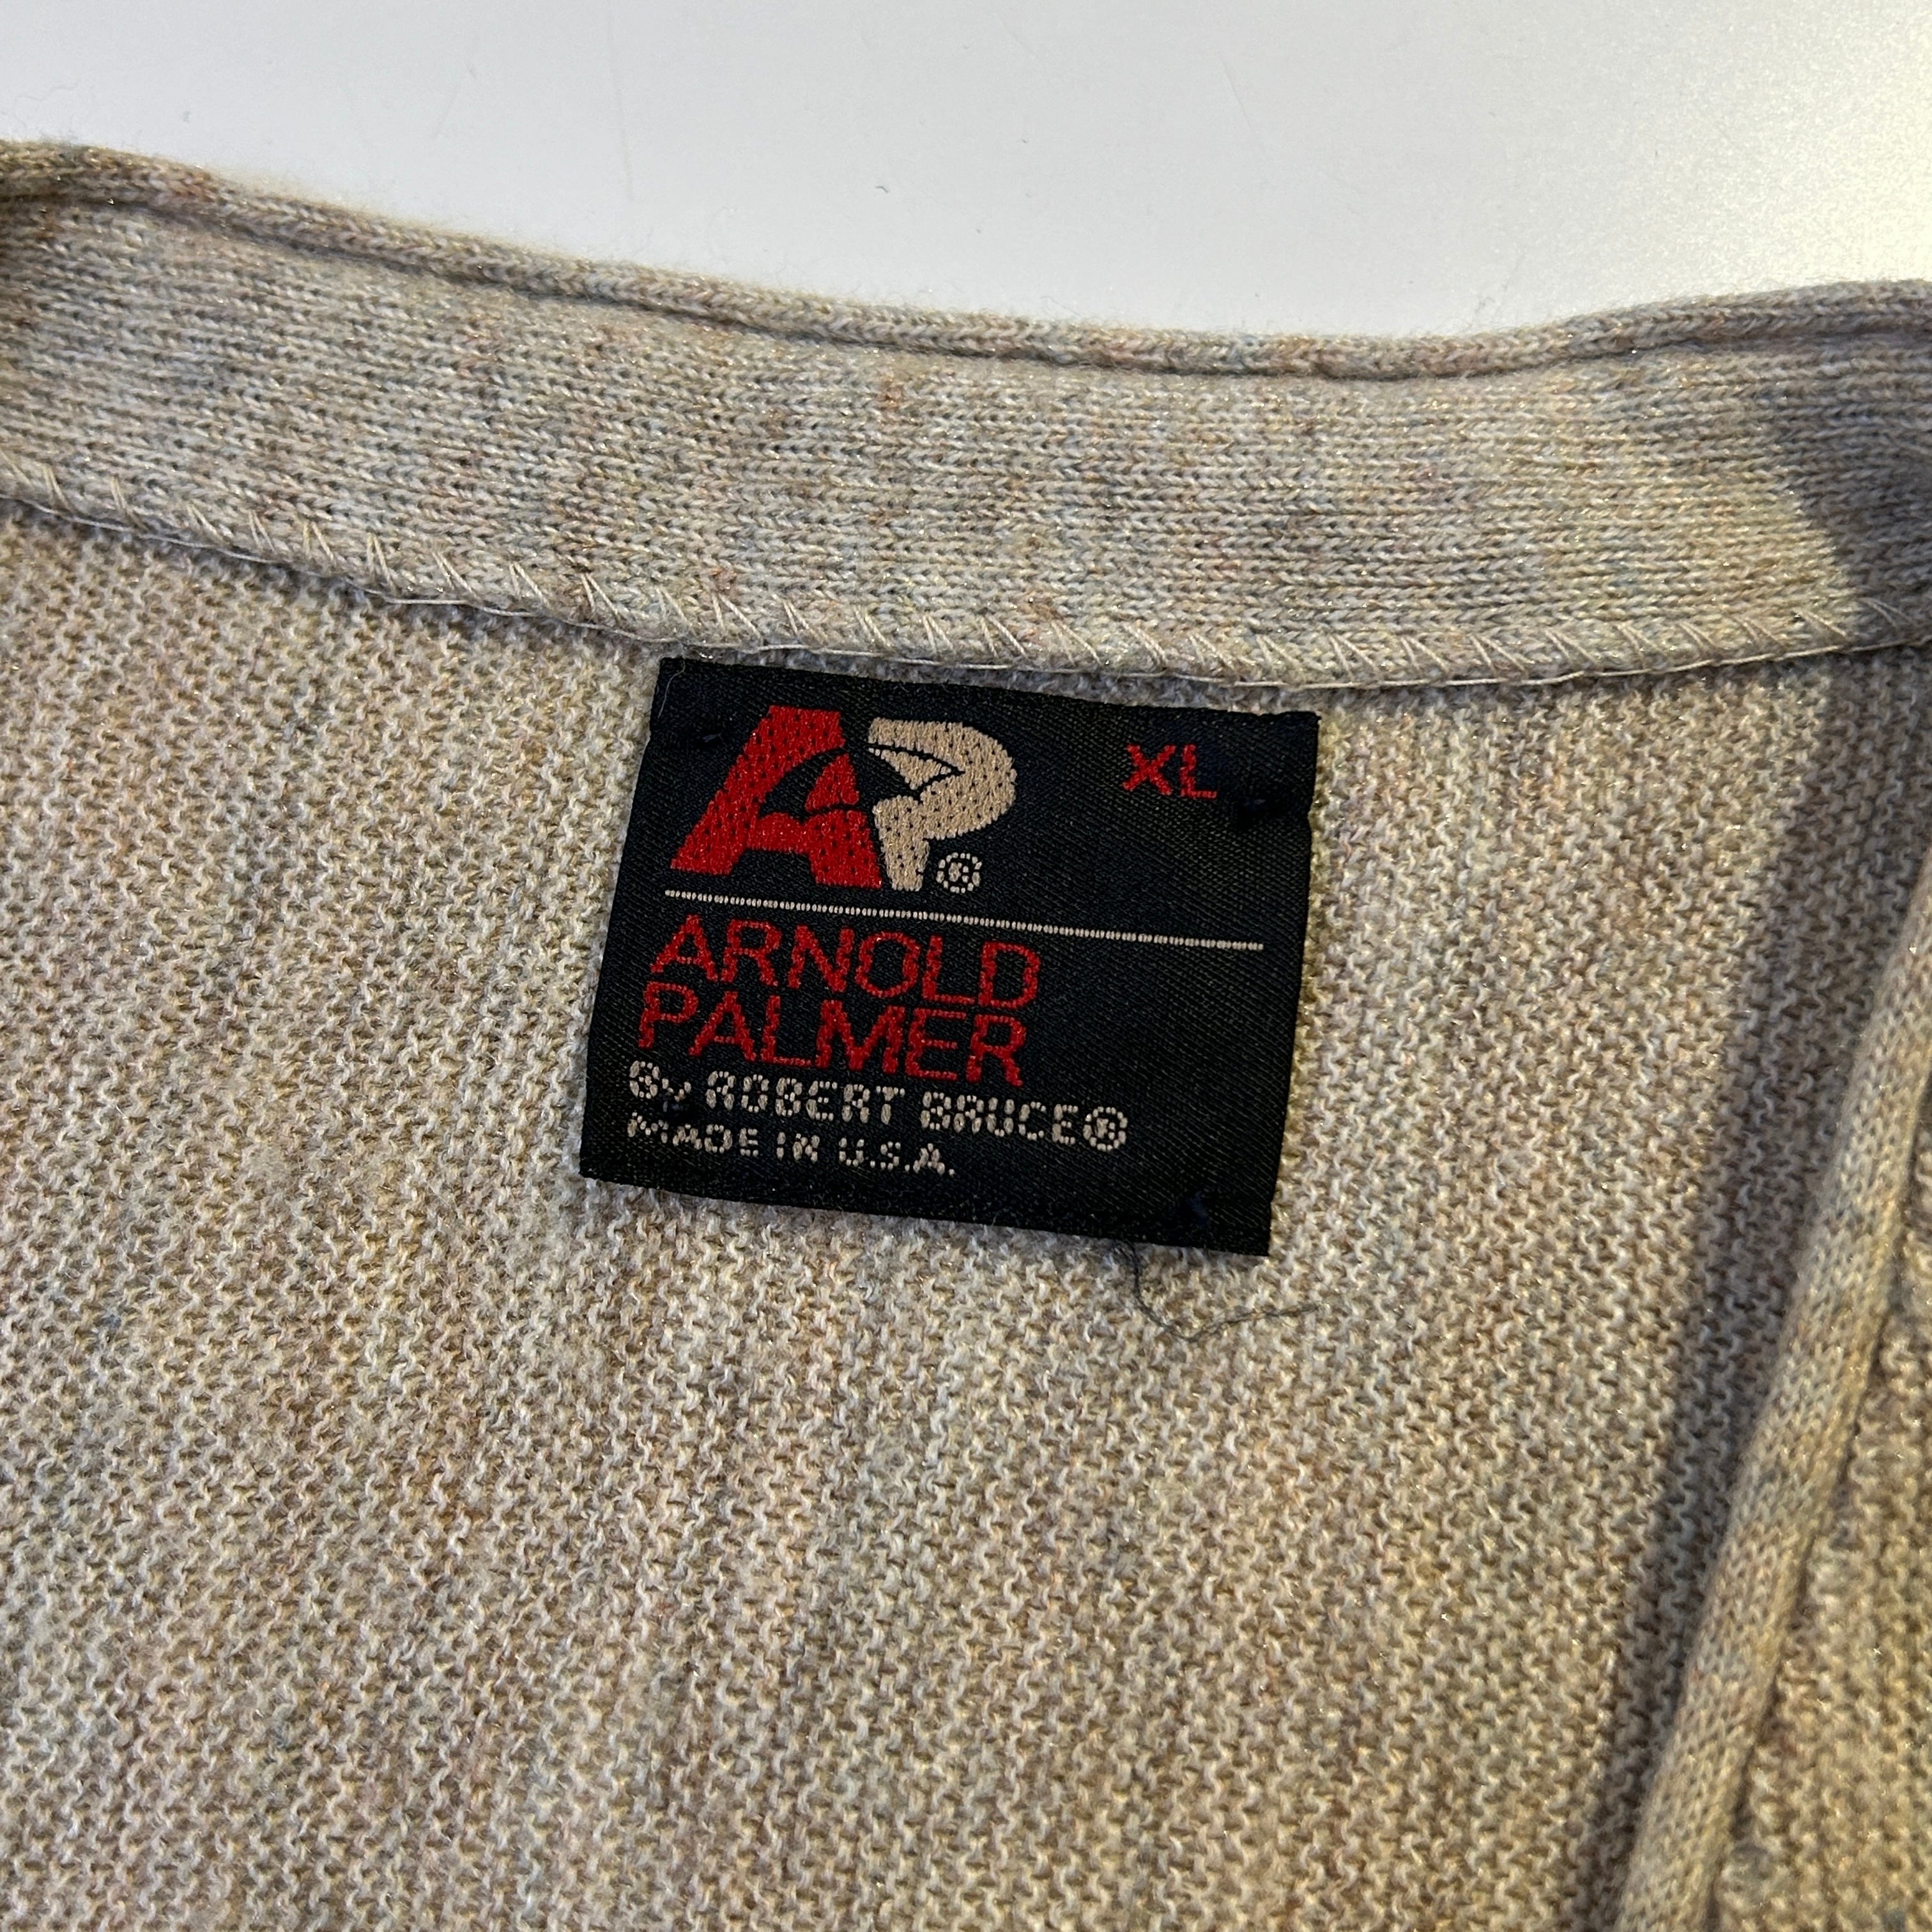 AP®
XL
ARNOLD
PALMER
By ROBERT BRUCE®
MADE IN U.S.A.